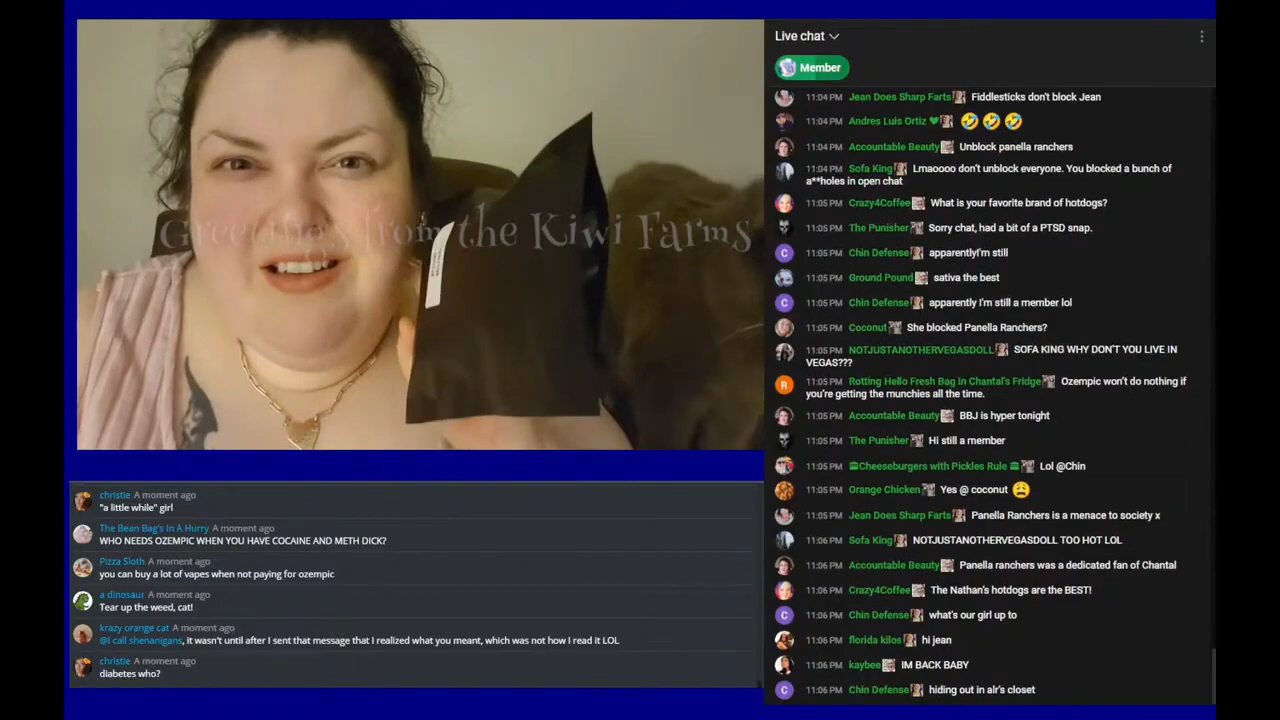 Greetings from the Kiwi Farms
christie A moment ago
"a little while" girl
The Bean Bag's In A Hurry A moment ago
WHO NEEDS OZEMPIC WHEN YOU HAVE COCAINE AND METH DICK?
Pizza Sloth A moment ago
you can buy a lot of vapes when not paying for ozempic
a dinosaur A moment ago
Tear up the weed, cat!
krazy orange cat A moment ago
@I call shenanigans, it wasn't until after I sent that message that I realized what you meant, which was not how I read it LOL
christie A moment ago
diabetes who?
Live chat
Member
11:04 PM Jean Does Sharp Farts Fiddlesticks don't block Jean
11:04 PM Andres Luis Ortiz 💚 🤣🤣🤣
11:04 PM Accountable Beauty Unblock panella ranchers
11:04 PM Sofa King Lmaoooo don't unblock everyone. You blocked a bunch of
a**holes in open chat
11:05 PM Crazy4Coffee What is your favorite brand of hotdogs?
11:05 PM The Punisher Sorry chat, had a bit of a PTSD snap.
11:05 PM Chin Defense apparentlyI'm still
11:05 PM Ground Pound sativa the best
11:05 PM Chin Defense apparently I'm still a member lol
11:05 PM Coconut She blocked Panella Ranchers?
11:05 PM NOTJUSTANOTHERVEGASDOLL SOFA KING WHY DON'T YOU LIVE IN
VEGAS???
11:05 PM Rotting Hello Fresh Bag in Chantal's Fridge Ozempic won't do nothing if
you're getting the munchies all the time.
11:05 PM Accountable Beauty BBJ is hyper tonight
11:05 PM The Punisher Hi still a member
11:05 PM 🍔Cheeseburgers with Pickles Rule 🍔 Lol @Chin
11:05 PM Orange Chicken Yes @ coconut 😩
11:05 PM Jean Does Sharp Farts Panella Ranchers is a menace to society x
11:06 PM Sofa King NOTJUSTANOTHERVEGASDOLL TOO HOT LOL
11:06 PM Accountable Beauty Panella ranchers was a dedicated fan of Chantal
11:06 PM Crazy4Coffee The Nathan's hotdogs are the BEST!
11:06 PM Chin Defense what's our girl up to
11:06 PM florida kilos hi jean
11:06 PM kaybee IM BACK BABY
11:06 PM Chin Defense hiding out in alr's closet